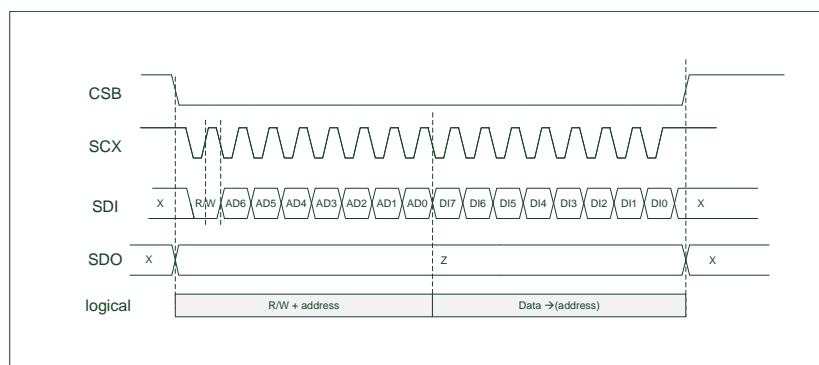 CSB
SCX
SDI X R/W AD6 AD5 AD4 AD3 AD2 AD1 AD0 DI7 DI6 DI5 DI4 DI3 DI2 DI1 DI0 X
SDO X Z X
logical R/W + address Data →(address)